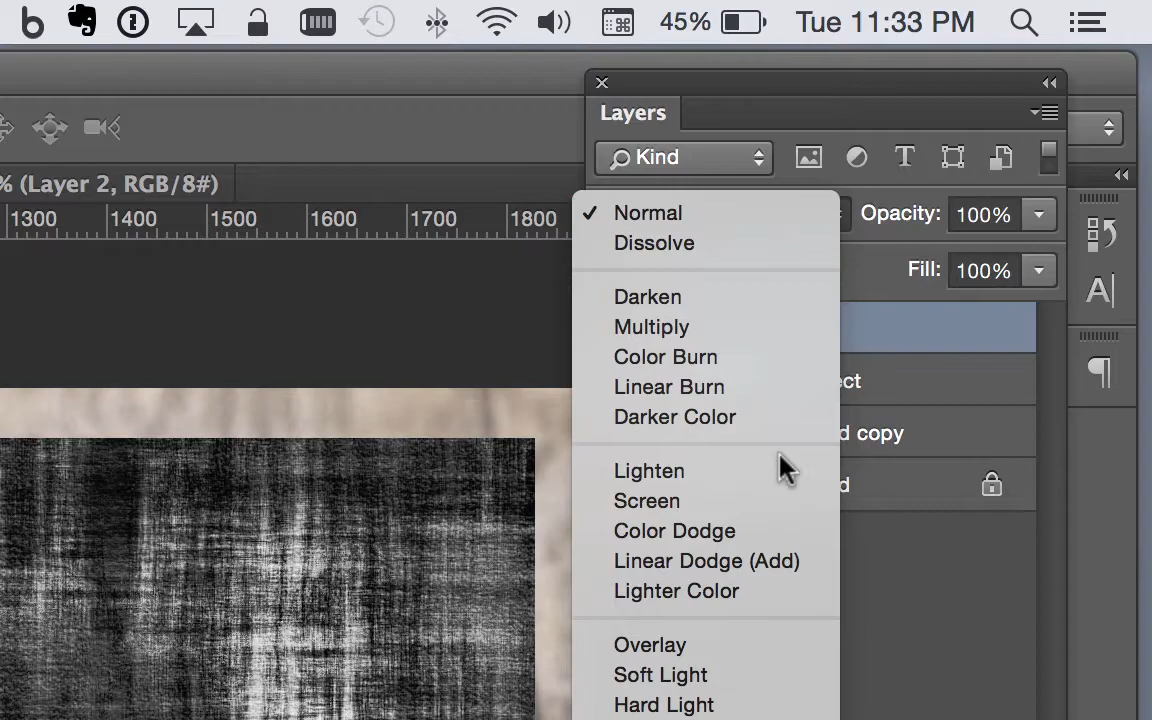 45% Tue 11:33 PM
Layers
Kind
% (Layer 2, RGB/8#)
1300 1400 1500 1600 1700 1800
Normal
Opacity: 100%
Dissolve
Fill: 100%
Darken
Multiply
Color Burn
Linear Burn
Darker Color
ect
d copy
d
Lighten
Screen
Color Dodge
Linear Dodge (Add)
Lighter Color
Overlay
Soft Light
Hard Light